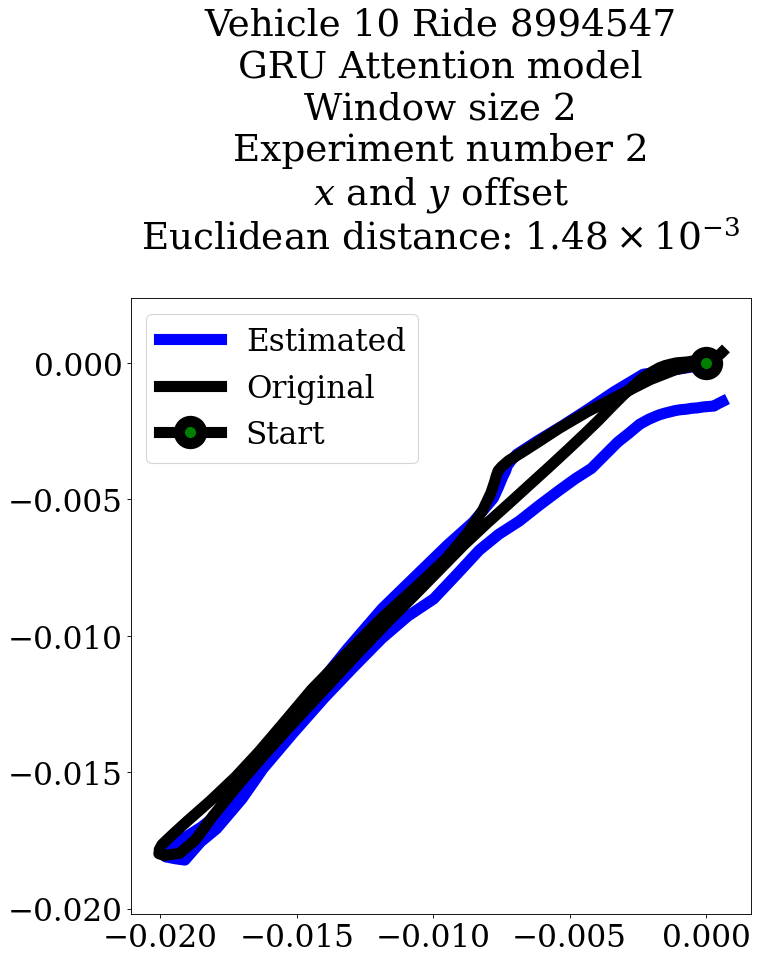 Vehicle 10 Ride 8994547
GRU Attention model
Window size 2
Experiment number 2
x and y offset
Euclidean distance: 1.48 × 10⁻³
Estimated
Original
Start
0.000
−0.005
−0.010
−0.015
−0.020
−0.020 −0.015 −0.010 −0.005 0.000